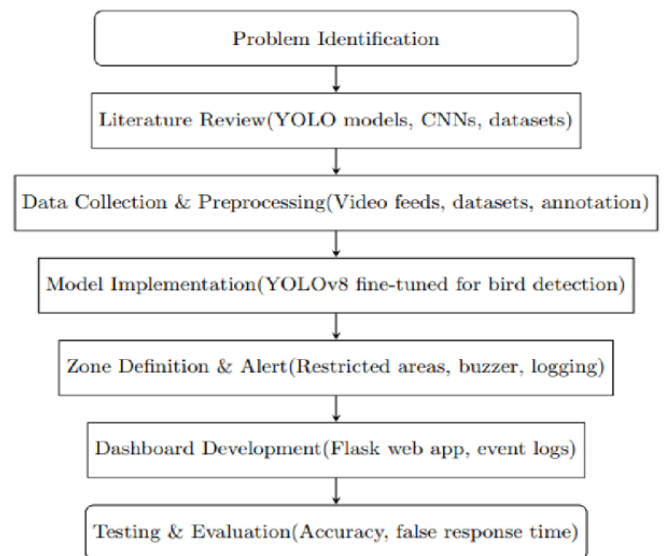 Problem Identification
Literature Review(YOLO models, CNNs, datasets)
Data Collection & Preprocessing(Video feeds, datasets, annotation)
Model Implementation(YOLOv8 fine-tuned for bird detection)
Zone Definition & Alert(Restricted areas, buzzer, logging)
Dashboard Development(Flask web app, event logs)
Testing & Evaluation(Accuracy, false response time)